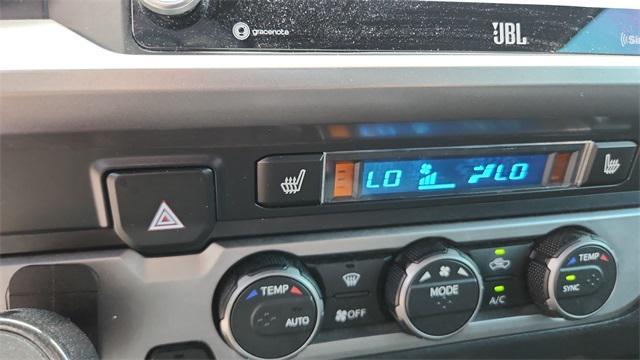 gracenote
JBL
LO
LO
TEMP
AUTO
OFF
MODE
A/C
TEMP
SYNC